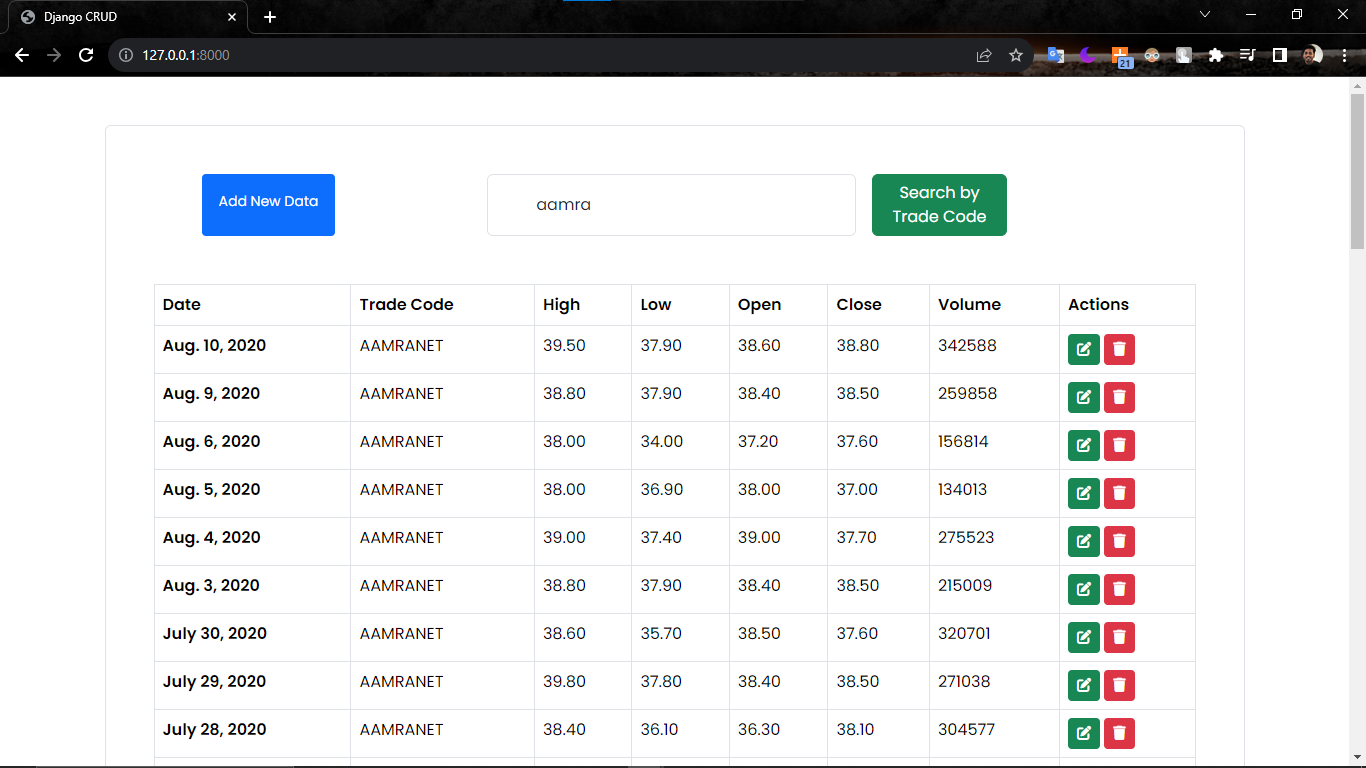 Django CRUD
127.0.0.1:8000
21
Add New Data
aamra
Search by
Trade Code
Date Trade Code High Low Open Close Volume Actions
Aug. 10, 2020 AAMRANET 39.50 37.90 38.60 38.80 342588
Aug. 9, 2020 AAMRANET 38.80 37.90 38.40 38.50 259858
Aug. 6, 2020 AAMRANET 38.00 34.00 37.20 37.60 156814
Aug. 5, 2020 AAMRANET 38.00 36.90 38.00 37.00 134013
Aug. 4, 2020 AAMRANET 39.00 37.40 39.00 37.70 275523
Aug. 3, 2020 AAMRANET 38.80 37.90 38.40 38.50 215009
July 30, 2020 AAMRANET 38.60 35.70 38.50 37.60 320701
July 29, 2020 AAMRANET 39.80 37.80 38.40 38.50 271038
July 28, 2020 AAMRANET 38.40 36.10 36.30 38.10 304577